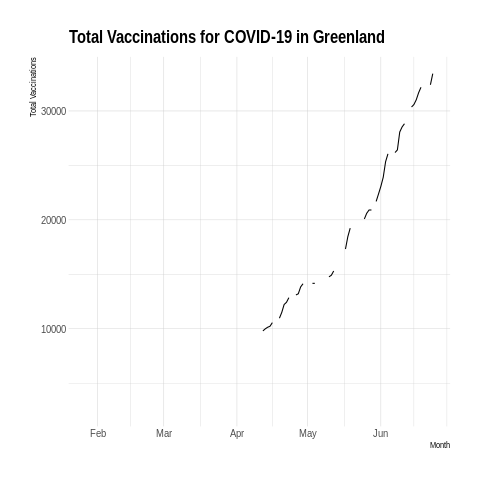 Total Vaccinations for COVID-19 in Greenland
Total Vaccinations
30000
20000
10000
Feb Mar Apr May Jun
Month